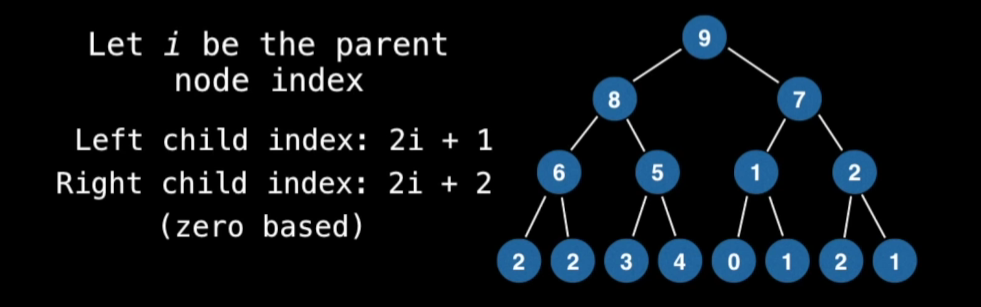 Let i be the parent
node index
Left child index: 2i + 1
Right child index: 2i + 2
(zero based)
9
8 7
6 5 1 2
2 2 3 4 0 1 2 1